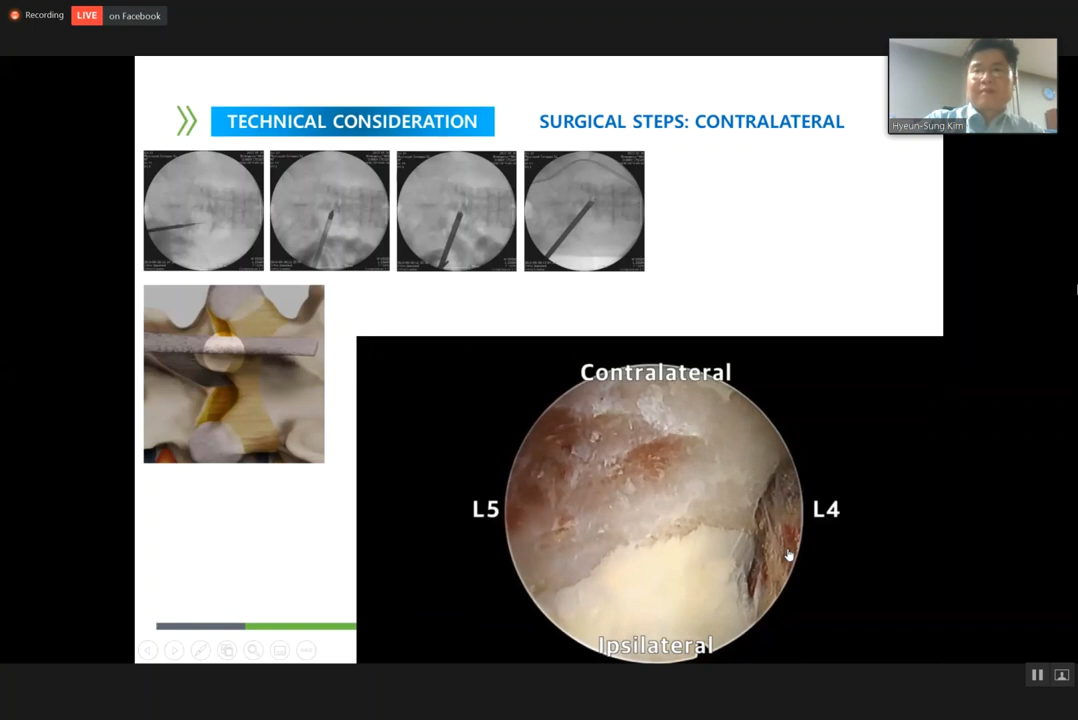 Recording
LIVE on Facebook
Hyeun-Sung Kim
TECHNICAL CONSIDERATION
SURGICAL STEPS: CONTRALATERAL
Contralateral
L5
L4
Ipsilateral